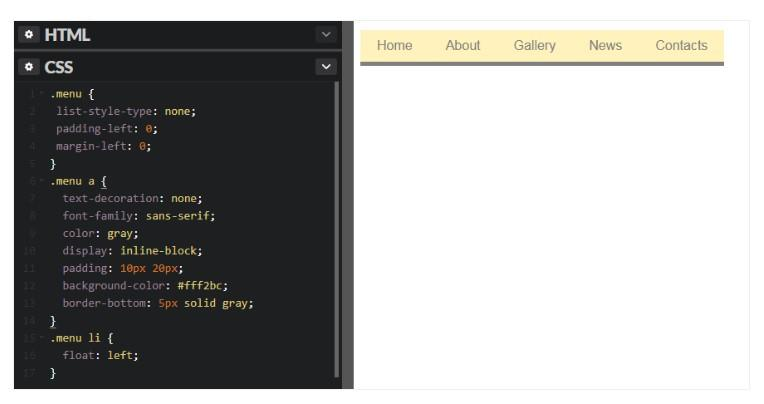 HTML
CSS
Home About Gallery News Contacts
1 .menu {
2 list-style-type: none;
3 padding-left: 0;
4 margin-left: 0;
5 }
6 .menu a {
7 text-decoration: none;
8 font-family: sans-serif;
9 color: gray;
10 display: inline-block;
11 padding: 10px 20px;
12 background-color: #fff2bc;
13 border-bottom: 5px solid gray;
14 }
15 .menu li {
16 float: left;
17 }